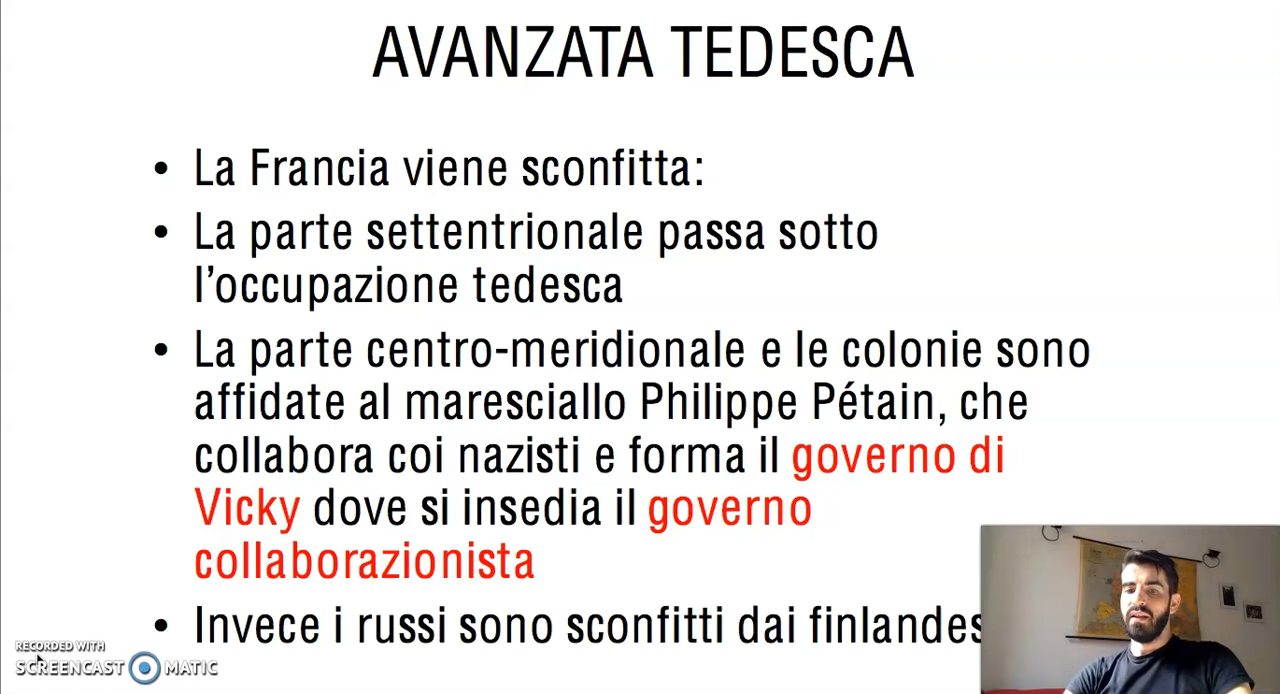 AVANZATA TEDESCA
• La Francia viene sconfitta:
• La parte settentrionale passa sotto
l’occupazione tedesca
• La parte centro-meridionale e le colonie sono
affidate al maresciallo Philippe Pétain, che
collabora coi nazisti e forma il governo di
Vicky dove si insedia il governo
collaborazionista
• Invece i russi sono sconfitti dai finlandes
RECORDED WITH
SCREENCAST MATIC